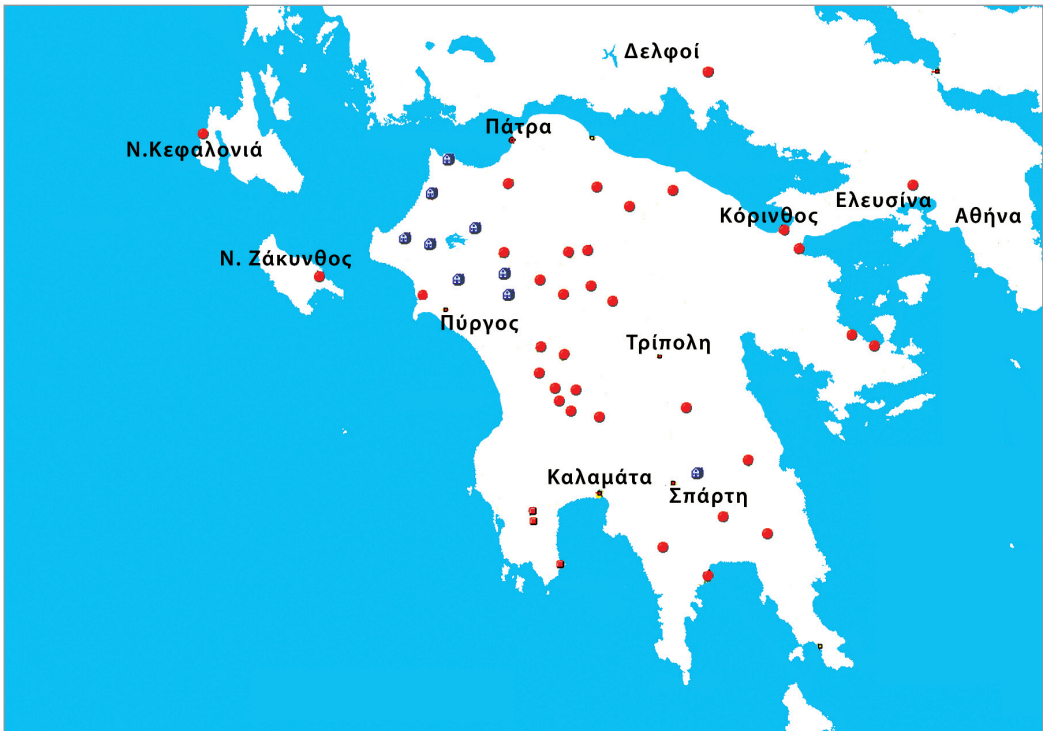 Δελφοί
Πάτρα
Ν.Κεφαλονιά
Ελευσίνα
Κόρινθος
Αθήνα
Ν. Ζάκυνθος
Πύργος
Τρίπολη
Καλαμάτα
Σπάρτη